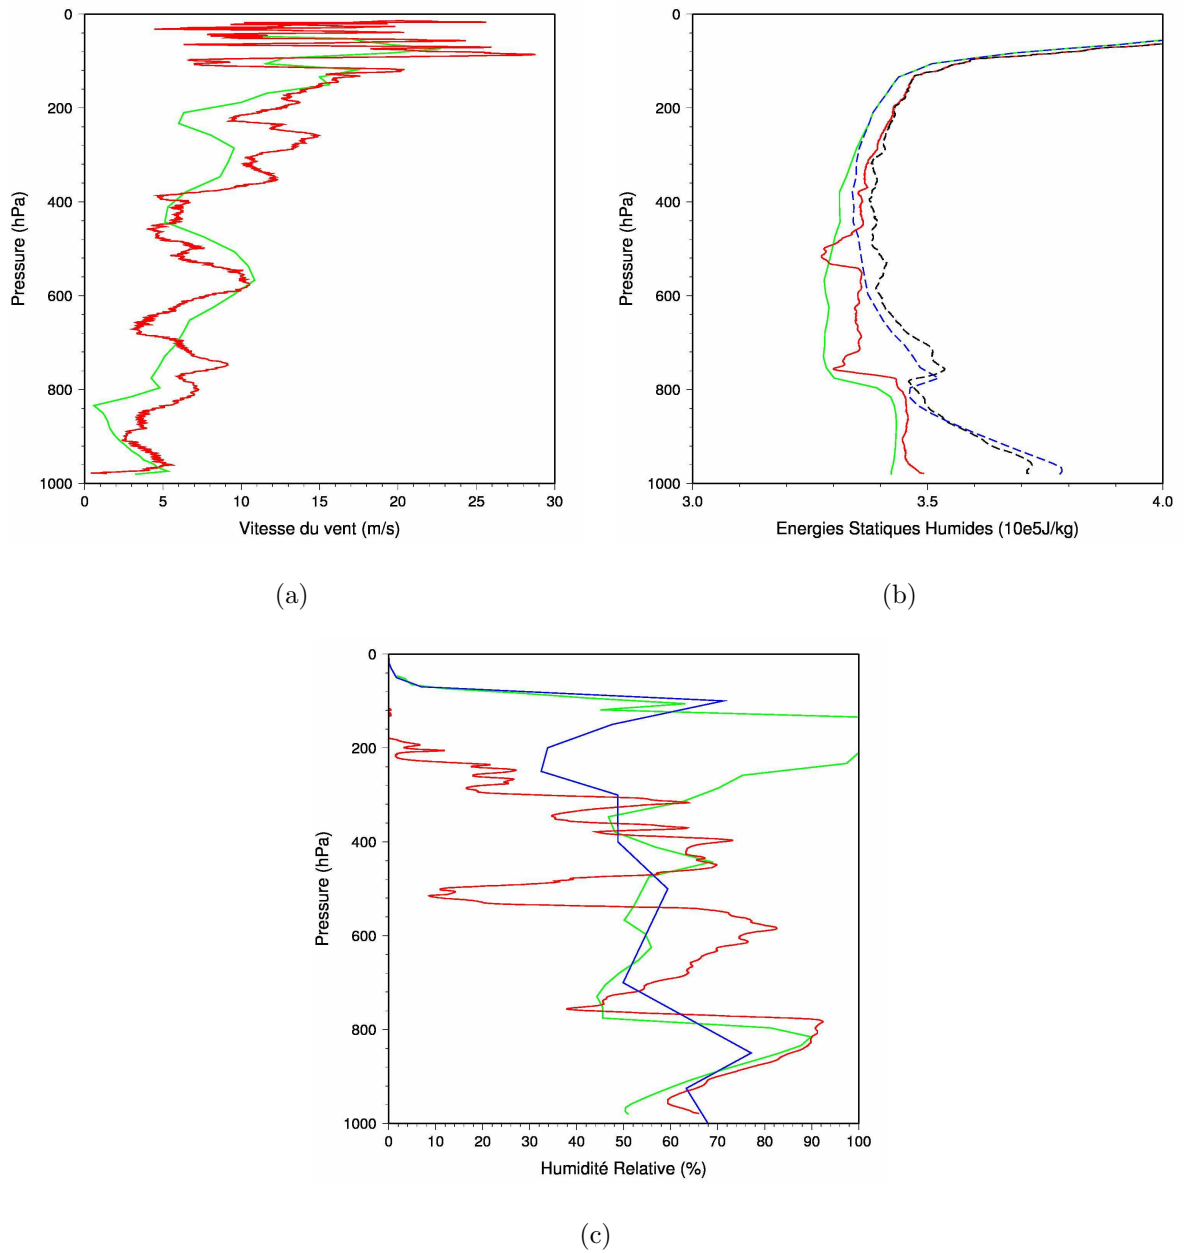 0
200
400
600
800
1000
Pressure (hPa)
0 5 10 15 20 25 30
Vitesse du vent (m/s)
(a)
0
200
400
600
800
1000
Pressure (hPa)
3.0 3.5 4.0
Energies Statiques Humides (10e5J/kg)
(b)
0
200
400
600
800
1000
Pressure (hPa)
0 10 20 30 40 50 60 70 80 90 100
Humidité Relative (%)
(c)